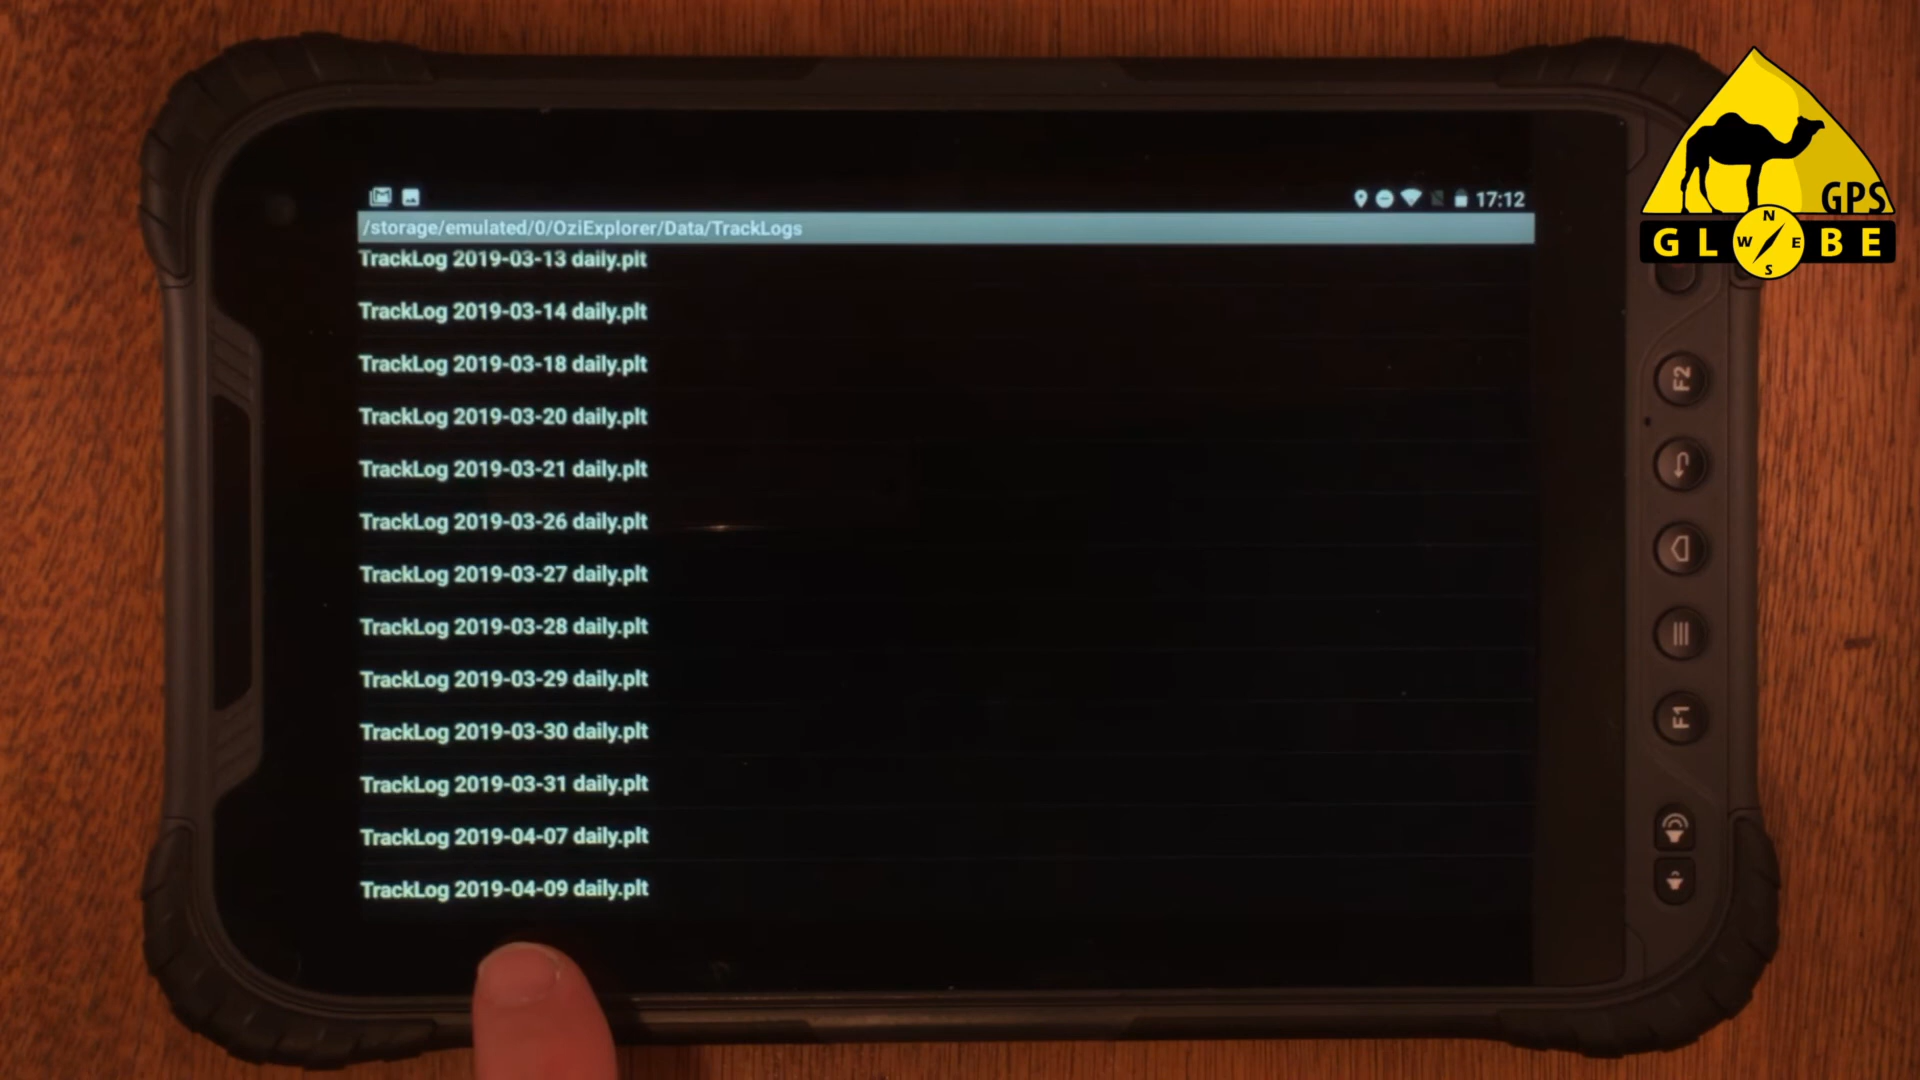 17:12
/storage/emulated/0/OziExplorer/Data/TrackLogs
TrackLog 2019-03-13 daily.plt
TrackLog 2019-03-14 daily.plt
TrackLog 2019-03-18 daily.plt
TrackLog 2019-03-20 daily.plt
TrackLog 2019-03-21 daily.plt
TrackLog 2019-03-26 daily.plt
TrackLog 2019-03-27 daily.plt
TrackLog 2019-03-28 daily.plt
TrackLog 2019-03-29 daily.plt
TrackLog 2019-03-30 daily.plt
TrackLog 2019-03-31 daily.plt
TrackLog 2019-04-07 daily.plt
TrackLog 2019-04-09 daily.plt
GPS
GL BE
N
W E
S
F2
F1